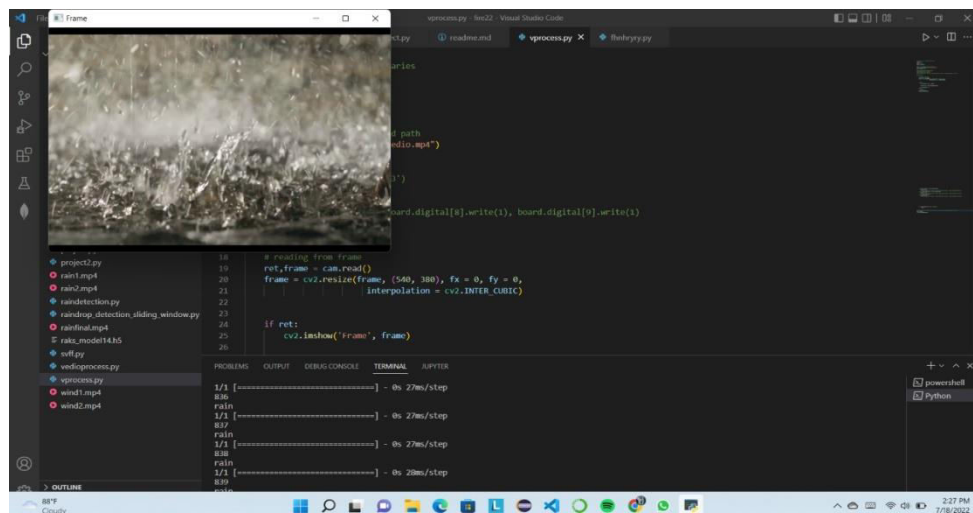 Frame
vprocess.py - fire22 - Visual Studio Code
ct.py
readme.md
vprocess.py
aries
d path
edio.mp4")
oard.digital[8].write(1), board.digital[9].write(1)
18 # reading from frame
19 ret,frame = cam.read()
20 frame = cv2.resize(frame, (540, 380), fx = 0, fy = 0,
21 interpolation = cv2.INTER_CUBIC)
22
23
24 if ret:
25 cv2.imshow('Frame', frame)
26
project2.py
rain1.mp4
rain2.mp4
raindetection.py
raindrop_detection_sliding_window.py
rainfinal.mp4
raks_model14.h5
svff.py
vedioprocess.py
vprocess.py
wind1.mp4
wind2.mp4
OUTLINE
PROBLEMS OUTPUT DEBUG CONSOLE TERMINAL JUPYTER
1/1 [==============================] - 0s 27ms/step
836
rain
1/1 [==============================] - 0s 27ms/step
837
rain
1/1 [==============================] - 0s 27ms/step
838
rain
1/1 [==============================] - 0s 28ms/step
839
rain
powershell
Python
88°F
Cloudy
2:27 PM
7/18/2022